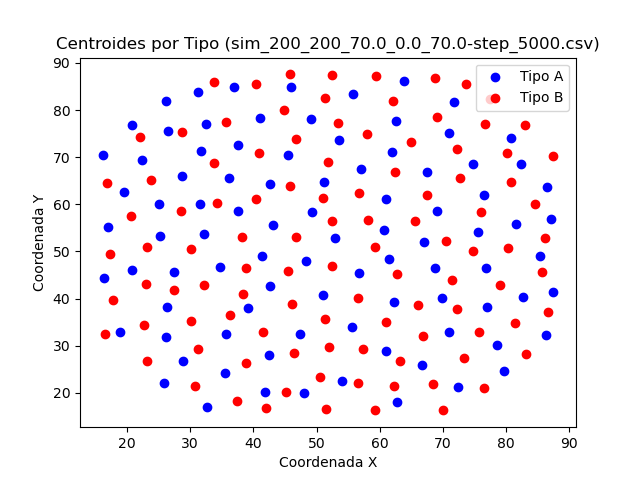 Centroides por Tipo (sim_200_200_70.0_0.0_70.0-step_5000.csv)
Tipo A
Tipo B
90
80
70
60
50
40
30
20
Coordenada Y
20 30 40 50 60 70 80 90
Coordenada X